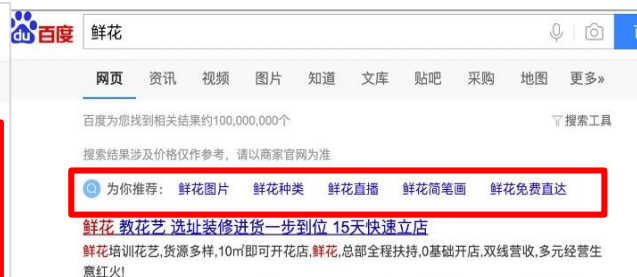 du 百度 鲜花
网页 资讯 视频 图片 知道 文库 贴吧 采购 地图 更多»
百度为您找到相关结果约100,000,000个 搜索工具
搜索结果涉及价格仅作参考，请以商家官网为准
为你推荐： 鲜花图片 鲜花种类 鲜花直播 鲜花简笔画 鲜花免费直达
鲜花 教花艺 选址装修进货一步到位 15天快速立店
鲜花培训花艺,货源多样,10㎡即可开花店,鲜花,总部全程扶持,0基础开店,双线营收,多元经营生
意红火!